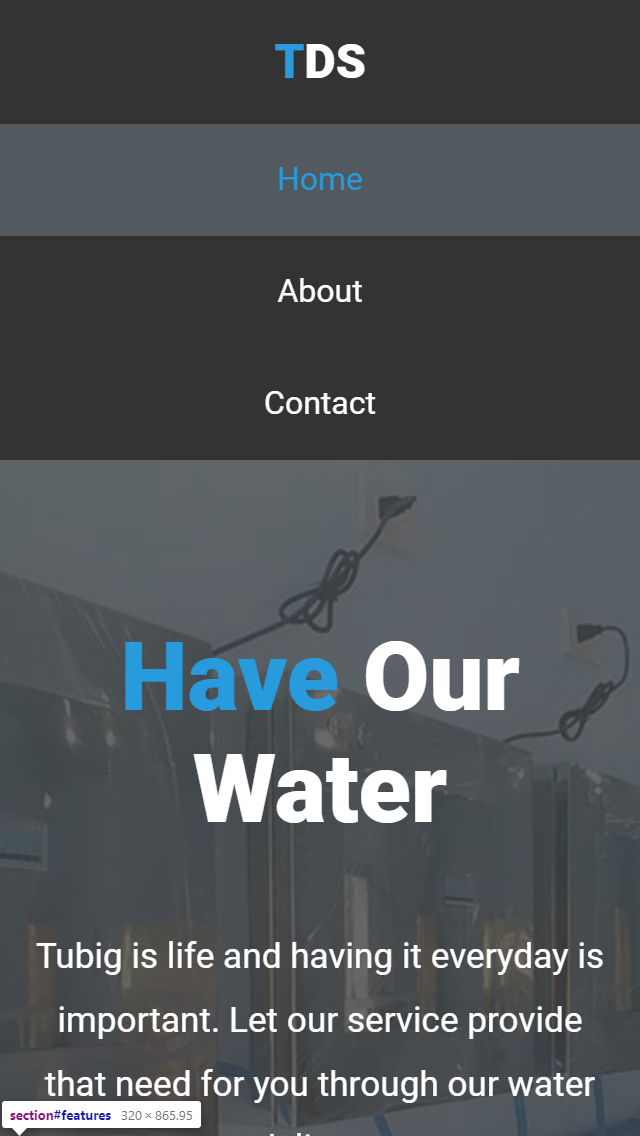 TDS
Home
About
Contact
Have Our
Water
Tubig is life and having it everyday is
important. Let our service provide
that need for you through our water
section#features 320 × 865.95